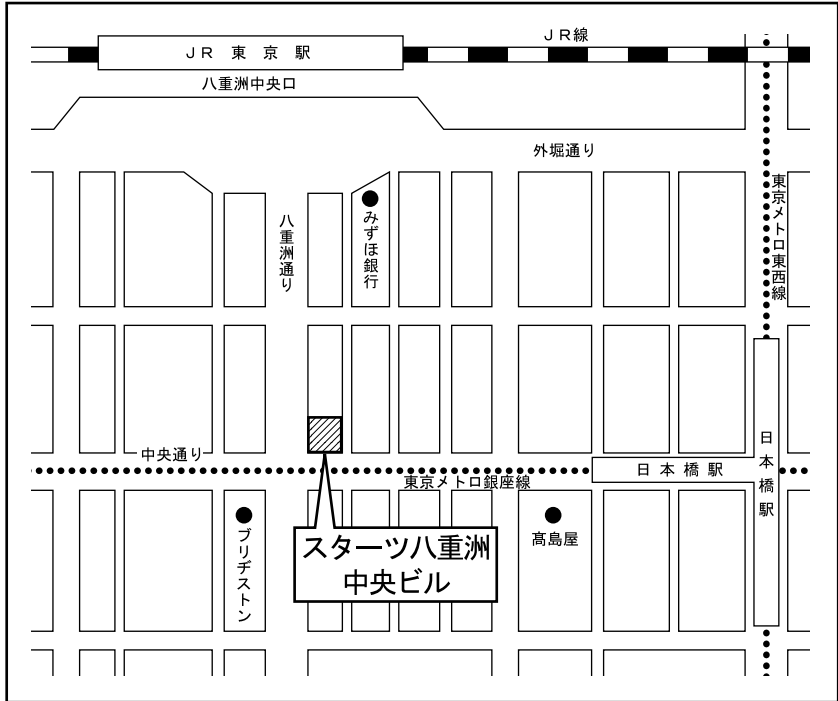 JR線
JR 東 京 駅
八重洲中央口
外堀通り
東京メトロ東西線
八重洲通り
みずほ銀行
中央通り
東京メトロ銀座線
日 本 橋 駅
日本橋駅
ブリヂストン
髙島屋
スターツ八重洲
中央ビル